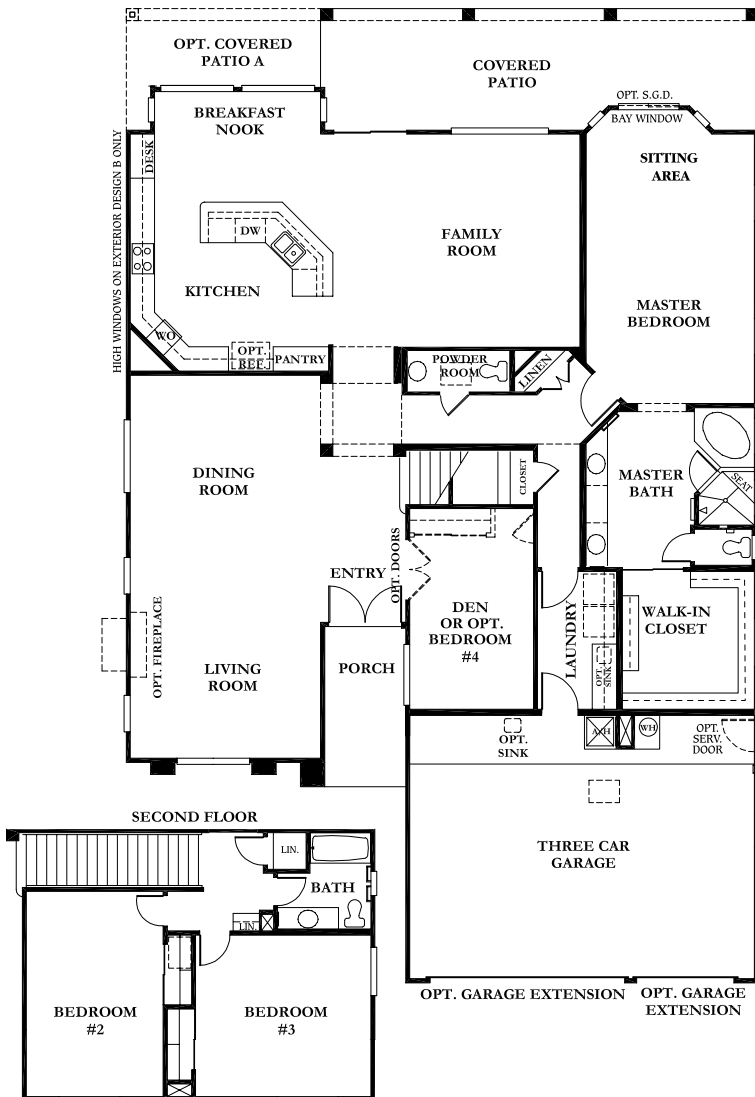 OPT. COVERED
PATIO A
COVERED
PATIO
OPT. S.G.D.
BAY WINDOW
BREAKFAST
NOOK
HIGH WINDOWS ON EXTERIOR DESIGN B ONLY
DESK
SITTING
AREA
DW
FAMILY
ROOM
KITCHEN
MASTER
BEDROOM
WO
OPT.
REF.
PANTRY
POWDER
ROOM
LINEN
DINING
ROOM
CLOSET
MASTER
BATH
SEAT
OPT. DOORS
ENTRY
DEN
OR OPT.
BEDROOM
#4
LAUNDRY
WALK-IN
CLOSET
OPT. FIREPLACE
LIVING
ROOM
PORCH
OPT.
SINK
OPT.
SINK
A/H
WH
OPT.
SERV.
DOOR
SECOND FLOOR
THREE CAR
GARAGE
LIN.
BATH
LIN.
OPT. GARAGE EXTENSION
OPT. GARAGE
EXTENSION
BEDROOM
#2
BEDROOM
#3